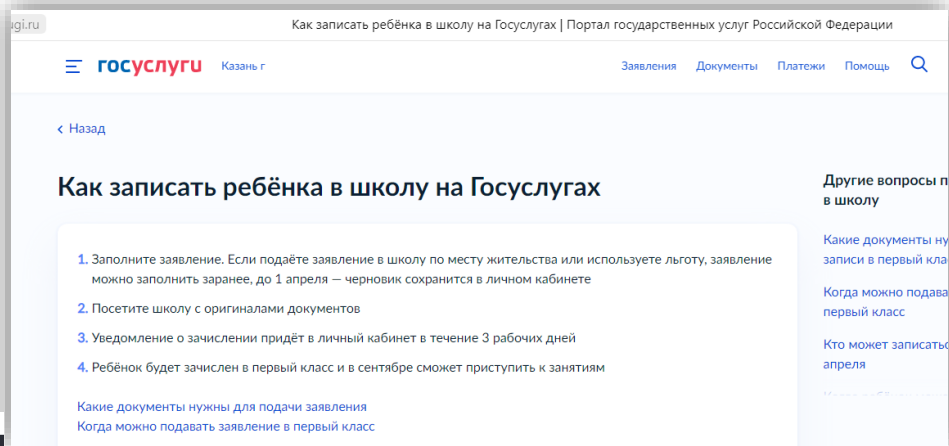 ugi.ru
Как записать ребёнка в школу на Госуслугах | Портал государственных услуг Российской Федерации
госуслуги
Казань г
Заявления Документы Платежи Помощь
Назад
Как записать ребёнка в школу на Госуслугах
1. Заполните заявление. Если подаёте заявление в школу по месту жительства или используете льготу, заявление
можно заполнить заранее, до 1 апреля — черновик сохранится в личном кабинете
2. Посетите школу с оригиналами документов
3. Уведомление о зачислении придёт в личный кабинет в течение 3 рабочих дней
4. Ребёнок будет зачислен в первый класс и в сентябре сможет приступить к занятиям
Какие документы нужны для подачи заявления
Когда можно подавать заявление в первый класс
Другие вопросы п
в школу
Какие документы ну
записи в первый кла
Когда можно подава
первый класс
Кто может записатьс
апреля